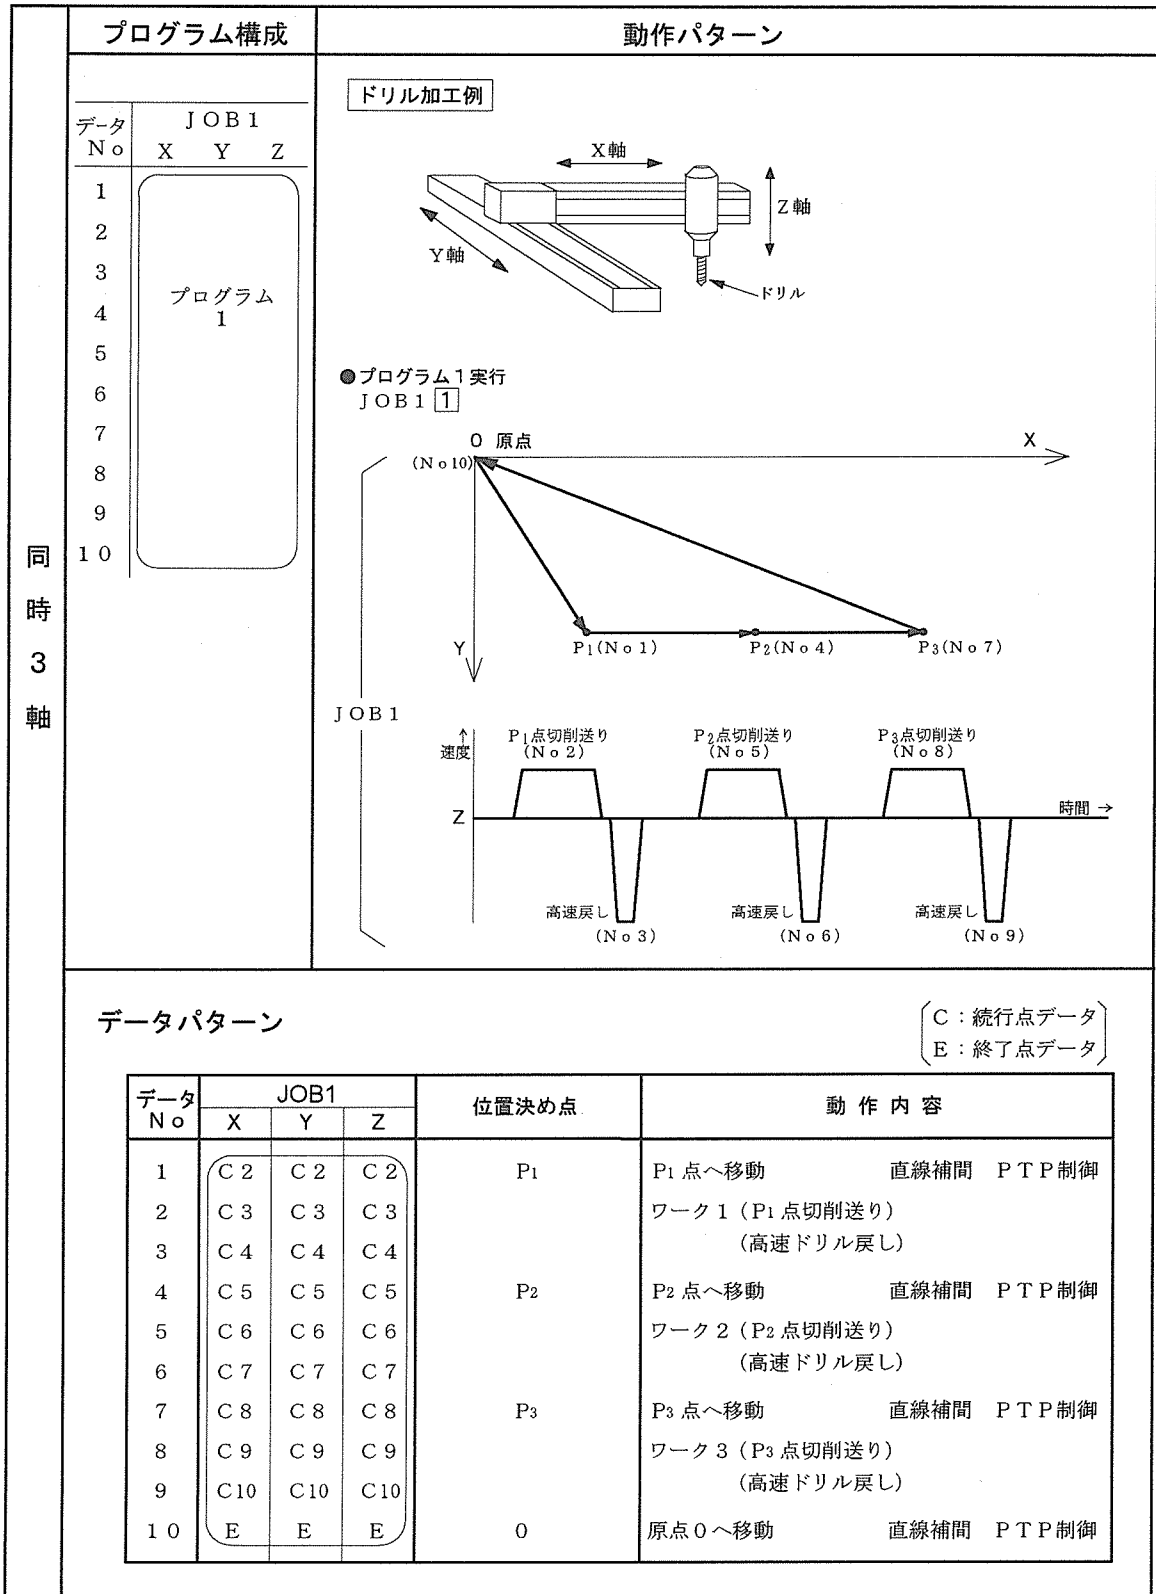 プログラム構成
動作パターン
同時3軸
データNo
JOB1
X Y Z
1
2
3
4
5
6
7
8
9
10
プログラム
1
ドリル加工例
X軸
Y軸
Z軸
ドリル
●プログラム1実行
JOB1 1
0 原点
X
(No10)
Y
P1(No1)
P2(No4)
P3(No7)
JOB1
↑
速度
P1点切削送り
(No2)
P2点切削送り
(No5)
P3点切削送り
(No8)
時間 →
Z
高速戻し
(No3)
高速戻し
(No6)
高速戻し
(No9)
データパターン
C:続行点データ
E:終了点データ
データNo JOB1 位置決め点 動作内容
X Y Z
1 C2 C2 C2 P1 P1点へ移動 直線補間 PTP制御
2 C3 C3 C3 ワーク1(P1点切削送り)
3 C4 C4 C4 (高速ドリル戻し)
4 C5 C5 C5 P2 P2点へ移動 直線補間 PTP制御
5 C6 C6 C6 ワーク2(P2点切削送り)
6 C7 C7 C7 (高速ドリル戻し)
7 C8 C8 C8 P3 P3点へ移動 直線補間 PTP制御
8 C9 C9 C9 ワーク3(P3点切削送り)
9 C10 C10 C10 (高速ドリル戻し)
10 E E E 0 原点0へ移動 直線補間 PTP制御